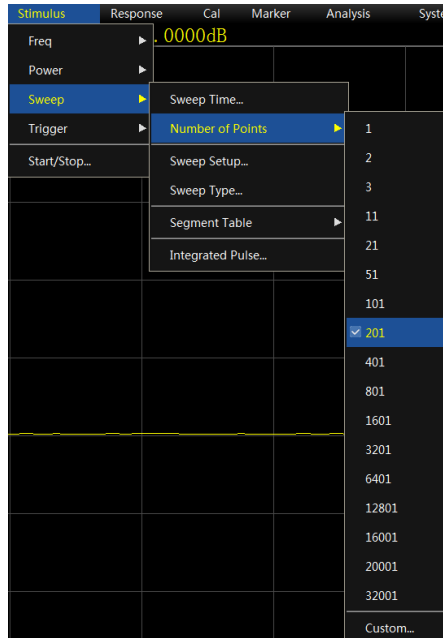 Stimulus Response Cal Marker Analysis Syste
Freq
.0000dB
Power
Sweep
Trigger
Start/Stop...
Sweep Time...
Number of Points
Sweep Setup...
Sweep Type...
Segment Table
Integrated Pulse...
1
2
3
11
21
51
101
201
401
801
1601
3201
6401
12801
16001
20001
32001
Custom...